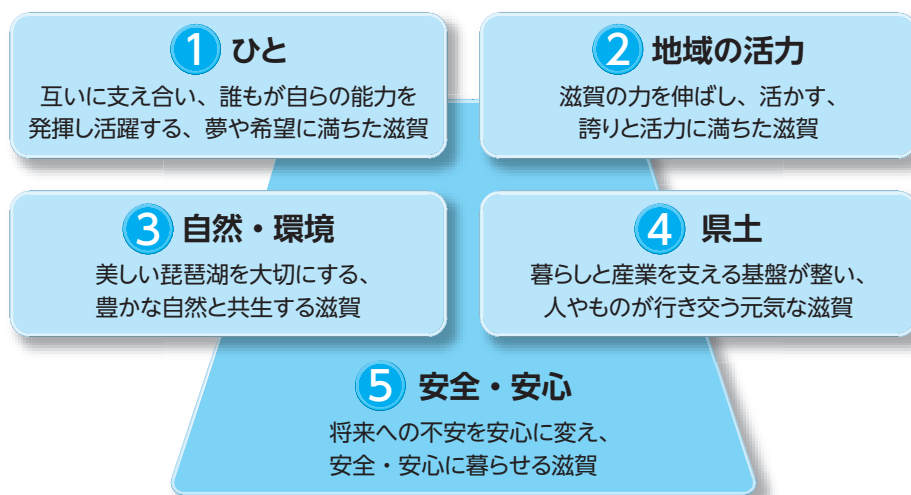 1 ひと
互いに支え合い、誰もが自らの能力を
発揮し活躍する、夢や希望に満ちた滋賀
2 地域の活力
滋賀の力を伸ばし、活かす、
誇りと活力に満ちた滋賀
3 自然・環境
美しい琵琶湖を大切にする、
豊かな自然と共生する滋賀
4 県土
暮らしと産業を支える基盤が整い、
人やものが行き交う元気な滋賀
5 安全・安心
将来への不安を安心に変え、
安全・安心に暮らせる滋賀